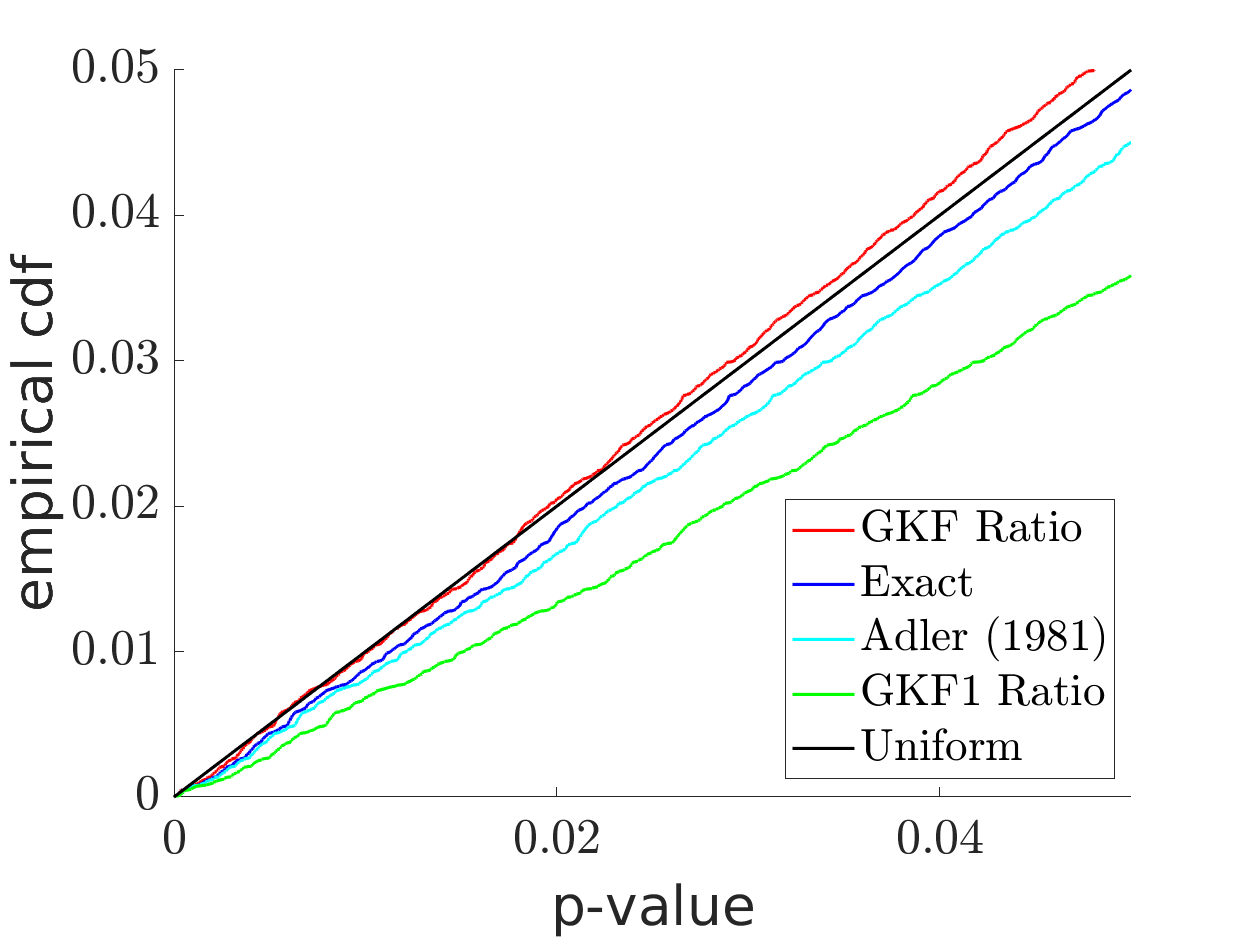 0.05
0.04
0.03
0.02
0.01
0
empirical cdf
0
0.02
0.04
p-value
GKF Ratio
Exact
Adler (1981)
GKF1 Ratio
Uniform